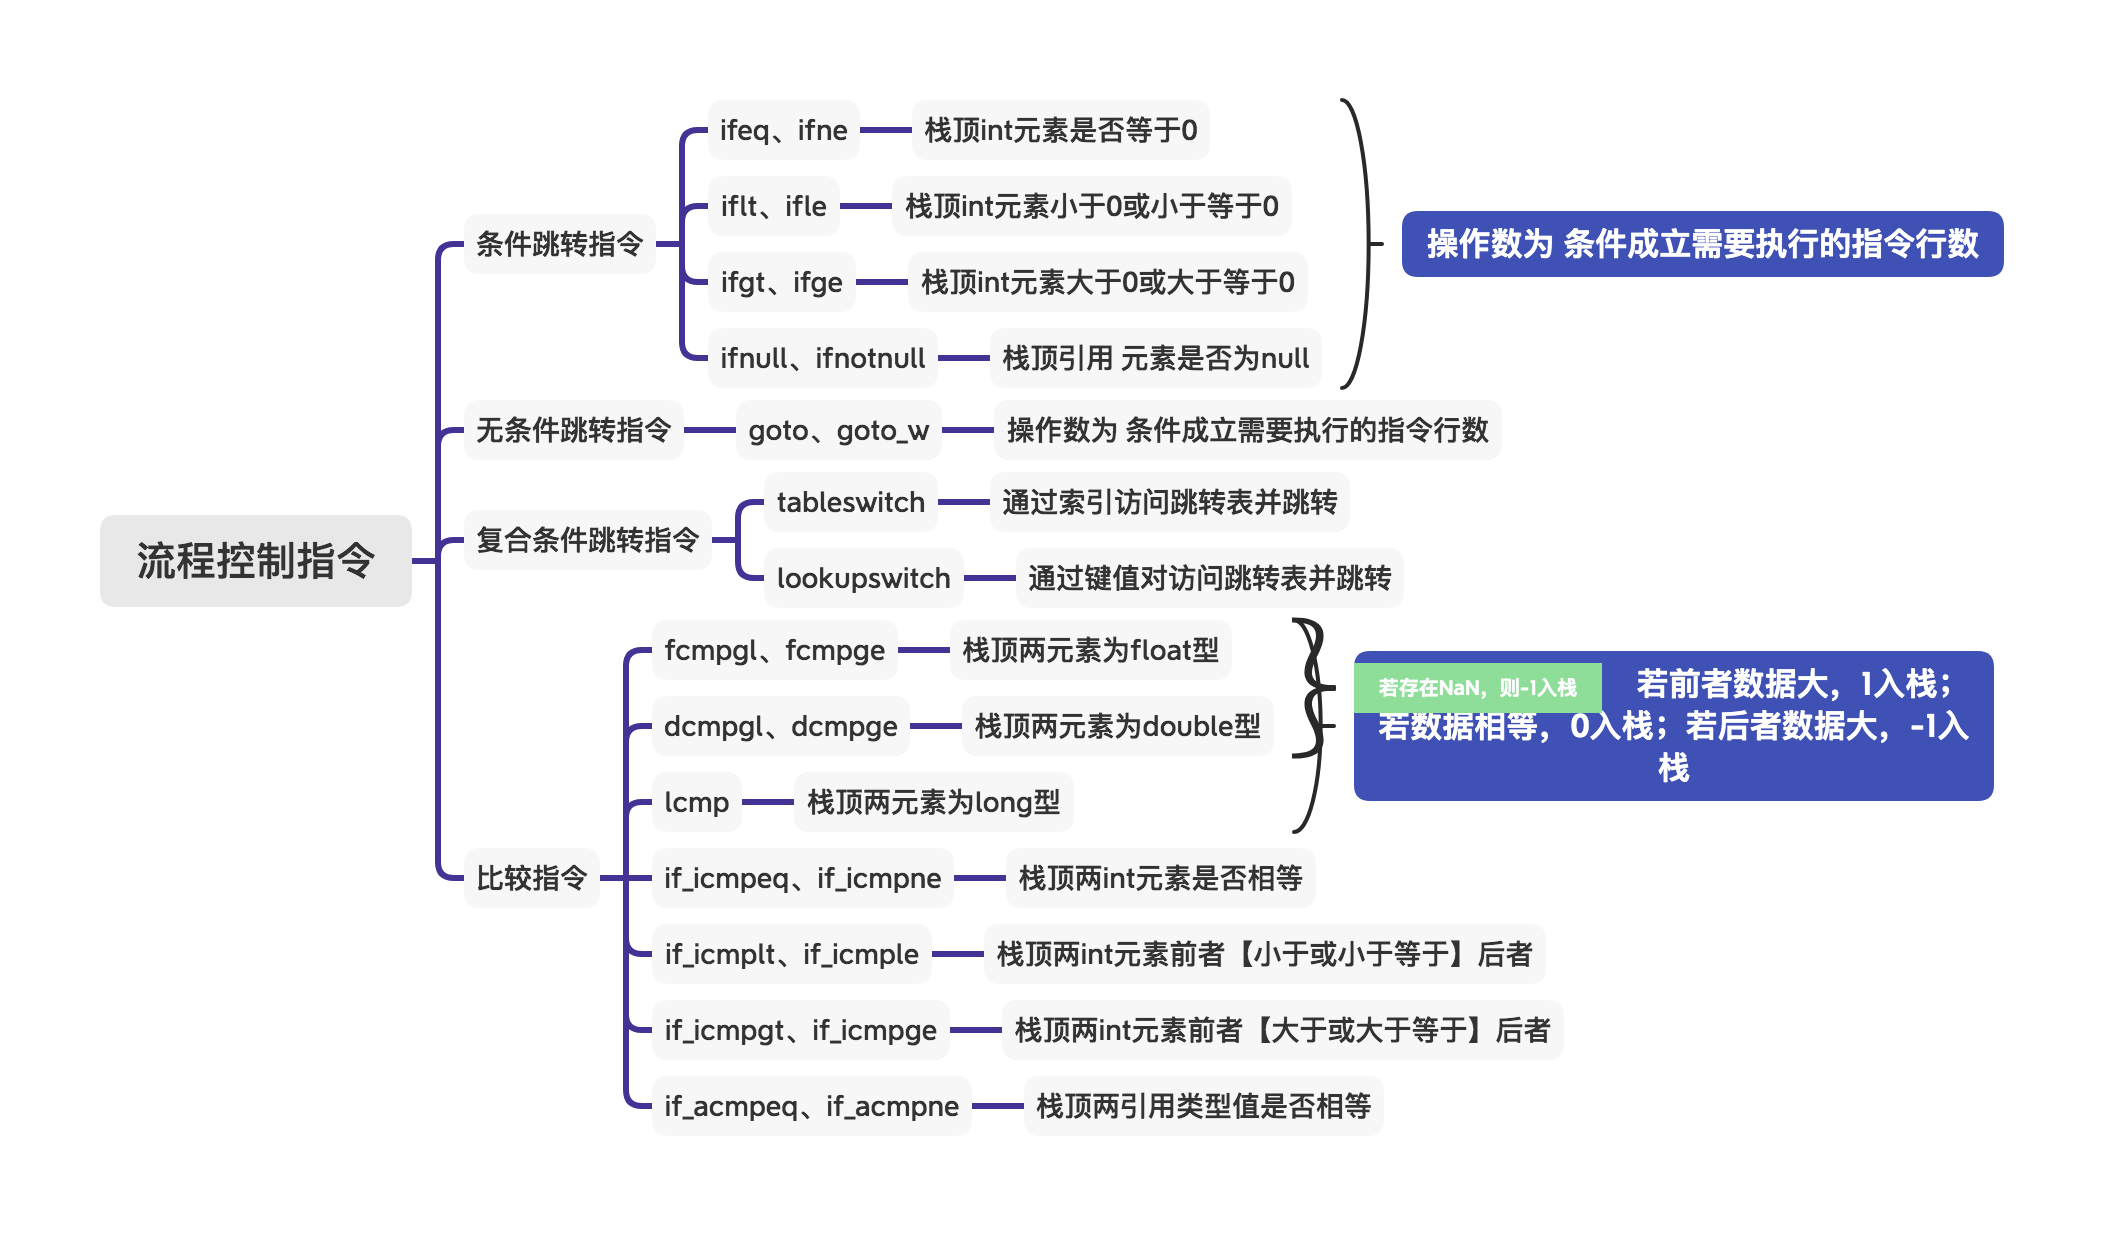 流程控制指令
条件跳转指令
ifeq、ifne
栈顶int元素是否等于0
iflt、ifle
栈顶int元素小于0或小于等于0
ifgt、ifge
栈顶int元素大于0或大于等于0
ifnull、ifnotnull
栈顶引用 元素是否为null
操作数为 条件成立需要执行的指令行数
无条件跳转指令
goto、goto_w
操作数为 条件成立需要执行的指令行数
复合条件跳转指令
tableswitch
通过索引访问跳转表并跳转
lookupswitch
通过键值对访问跳转表并跳转
比较指令
fcmpgl、fcmpge
栈顶两元素为float型
dcmpgl、dcmpge
栈顶两元素为double型
lcmp
栈顶两元素为long型
若存在NaN，则-1入栈
若前者数据大，1入栈；
若数据相等，0入栈；若后者数据大，-1入
栈
if_icmpeq、if_icmpne
栈顶两int元素是否相等
if_icmplt、if_icmple
栈顶两int元素前者【小于或小于等于】后者
if_icmpgt、if_icmpge
栈顶两int元素前者【大于或大于等于】后者
if_acmpeq、if_acmpne
栈顶两引用类型值是否相等